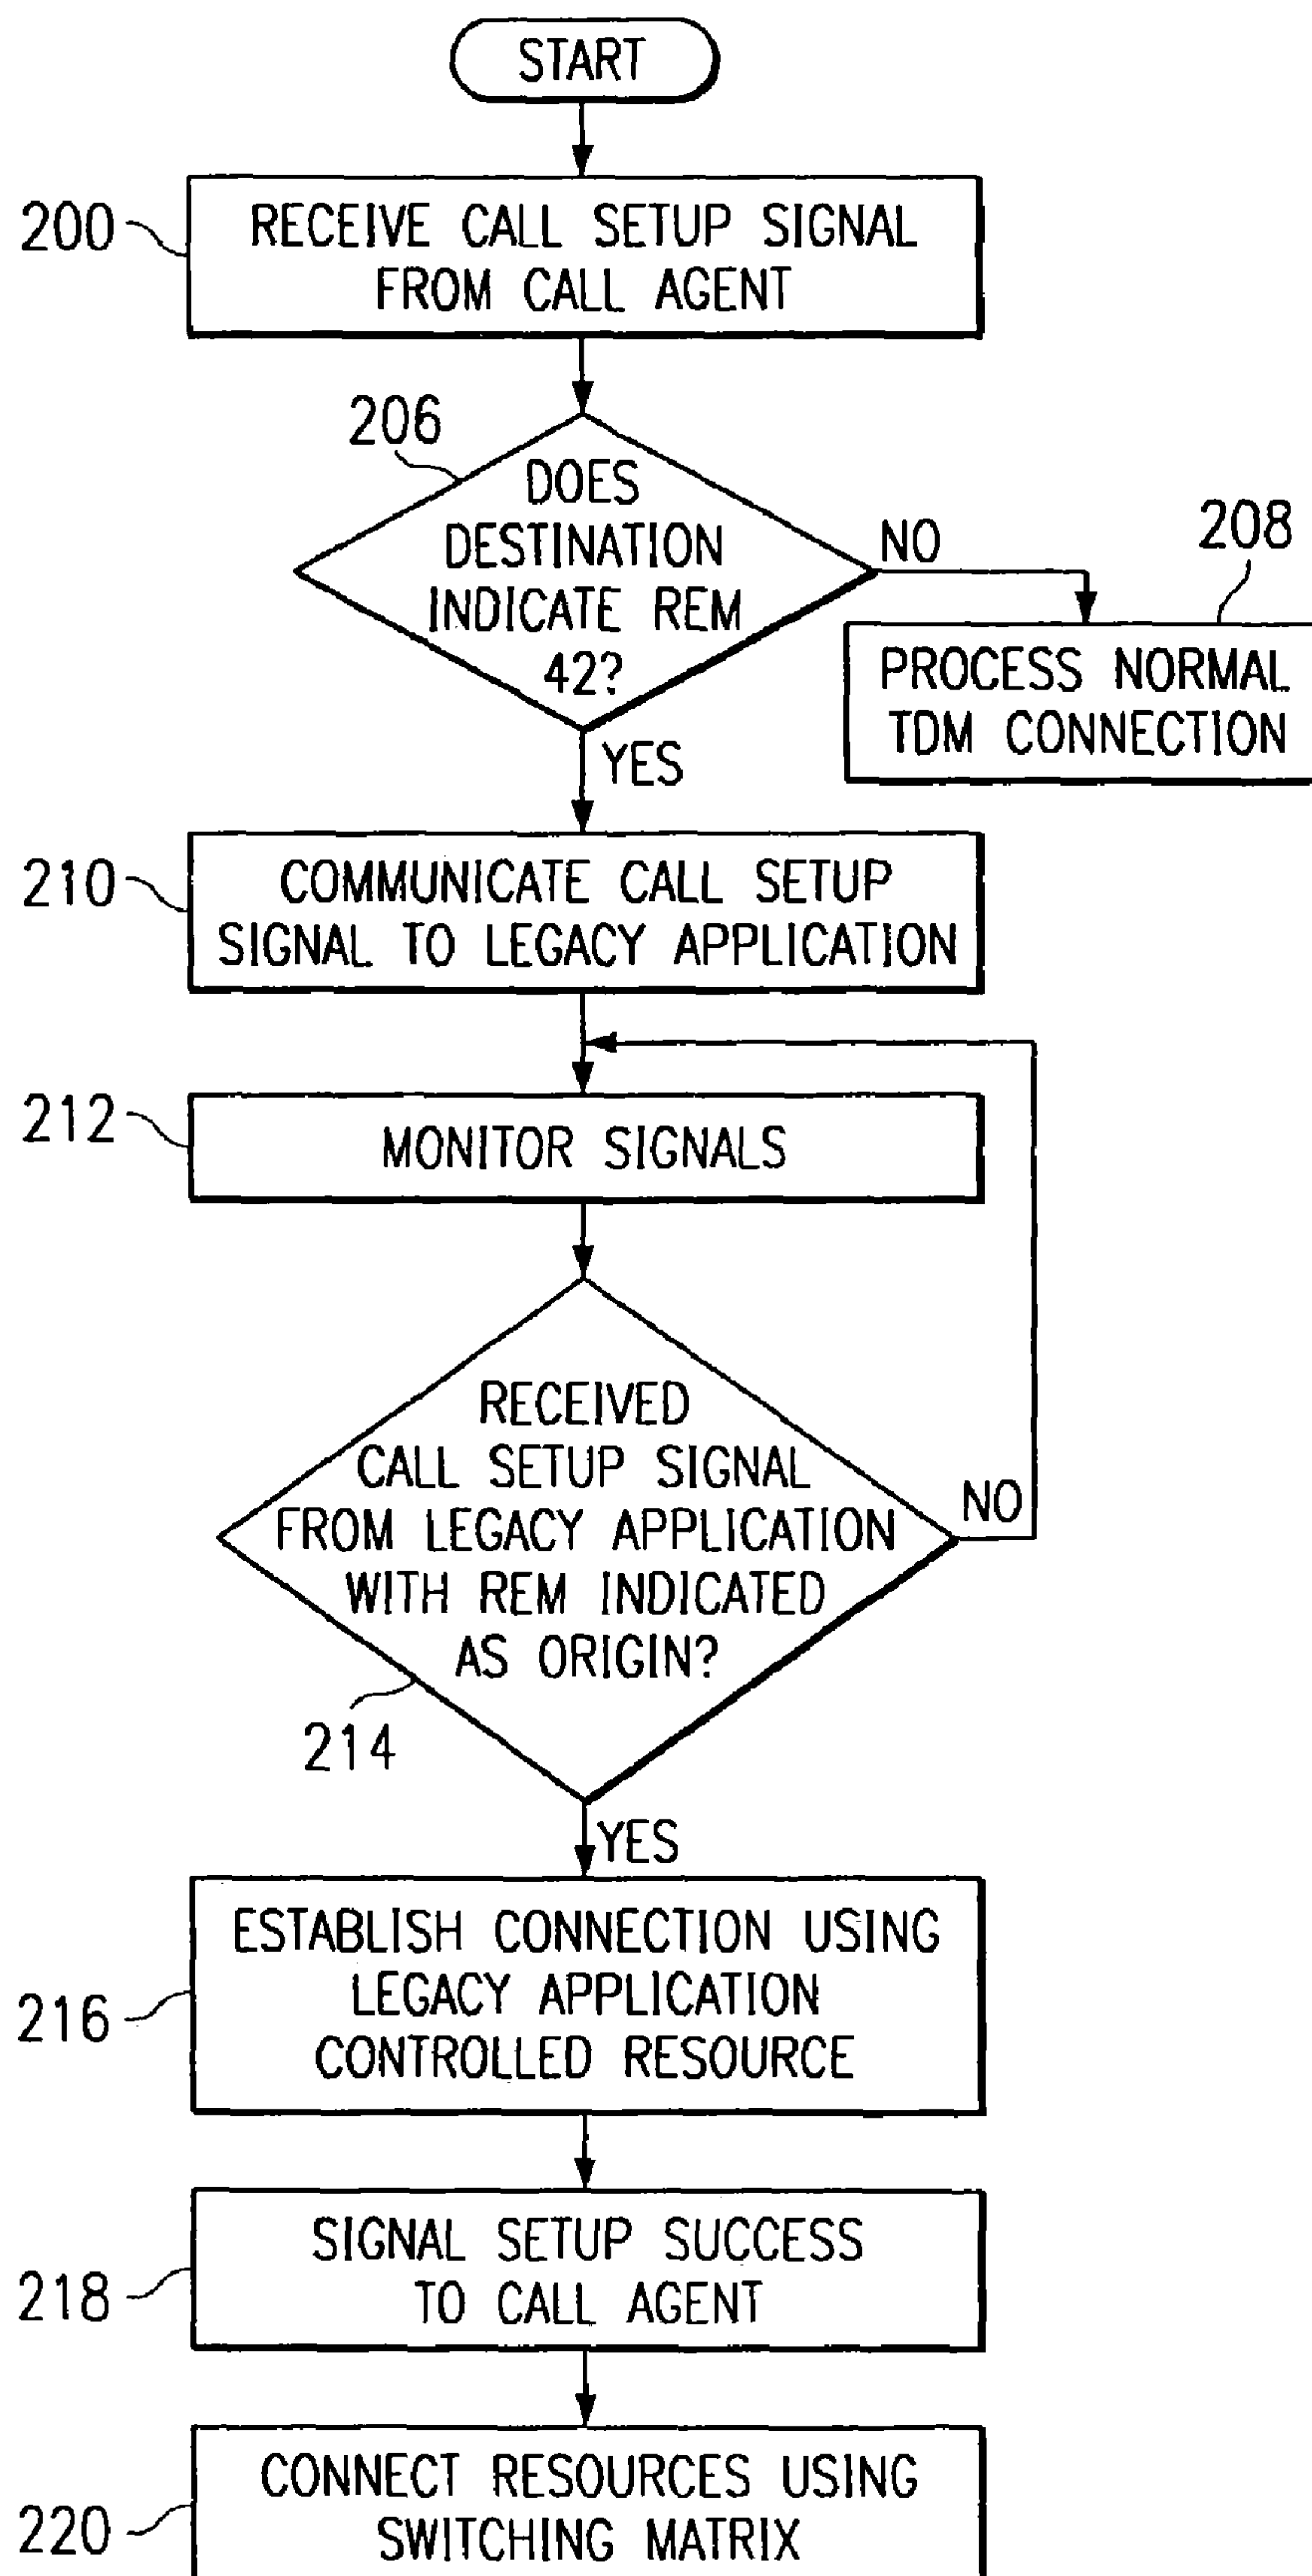 START
200
RECEIVE CALL SETUP SIGNAL
FROM CALL AGENT
206
DOES
DESTINATION
INDICATE REM
42?
NO
208
PROCESS NORMAL
TDM CONNECTION
YES
210
COMMUNICATE CALL SETUP
SIGNAL TO LEGACY APPLICATION
212
MONITOR SIGNALS
RECEIVED
CALL SETUP SIGNAL
FROM LEGACY APPLICATION
WITH REM INDICATED
AS ORIGIN?
NO
214
YES
216
ESTABLISH CONNECTION USING
LEGACY APPLICATION
CONTROLLED RESOURCE
218
SIGNAL SETUP SUCCESS
TO CALL AGENT
220
CONNECT RESOURCES USING
SWITCHING MATRIX